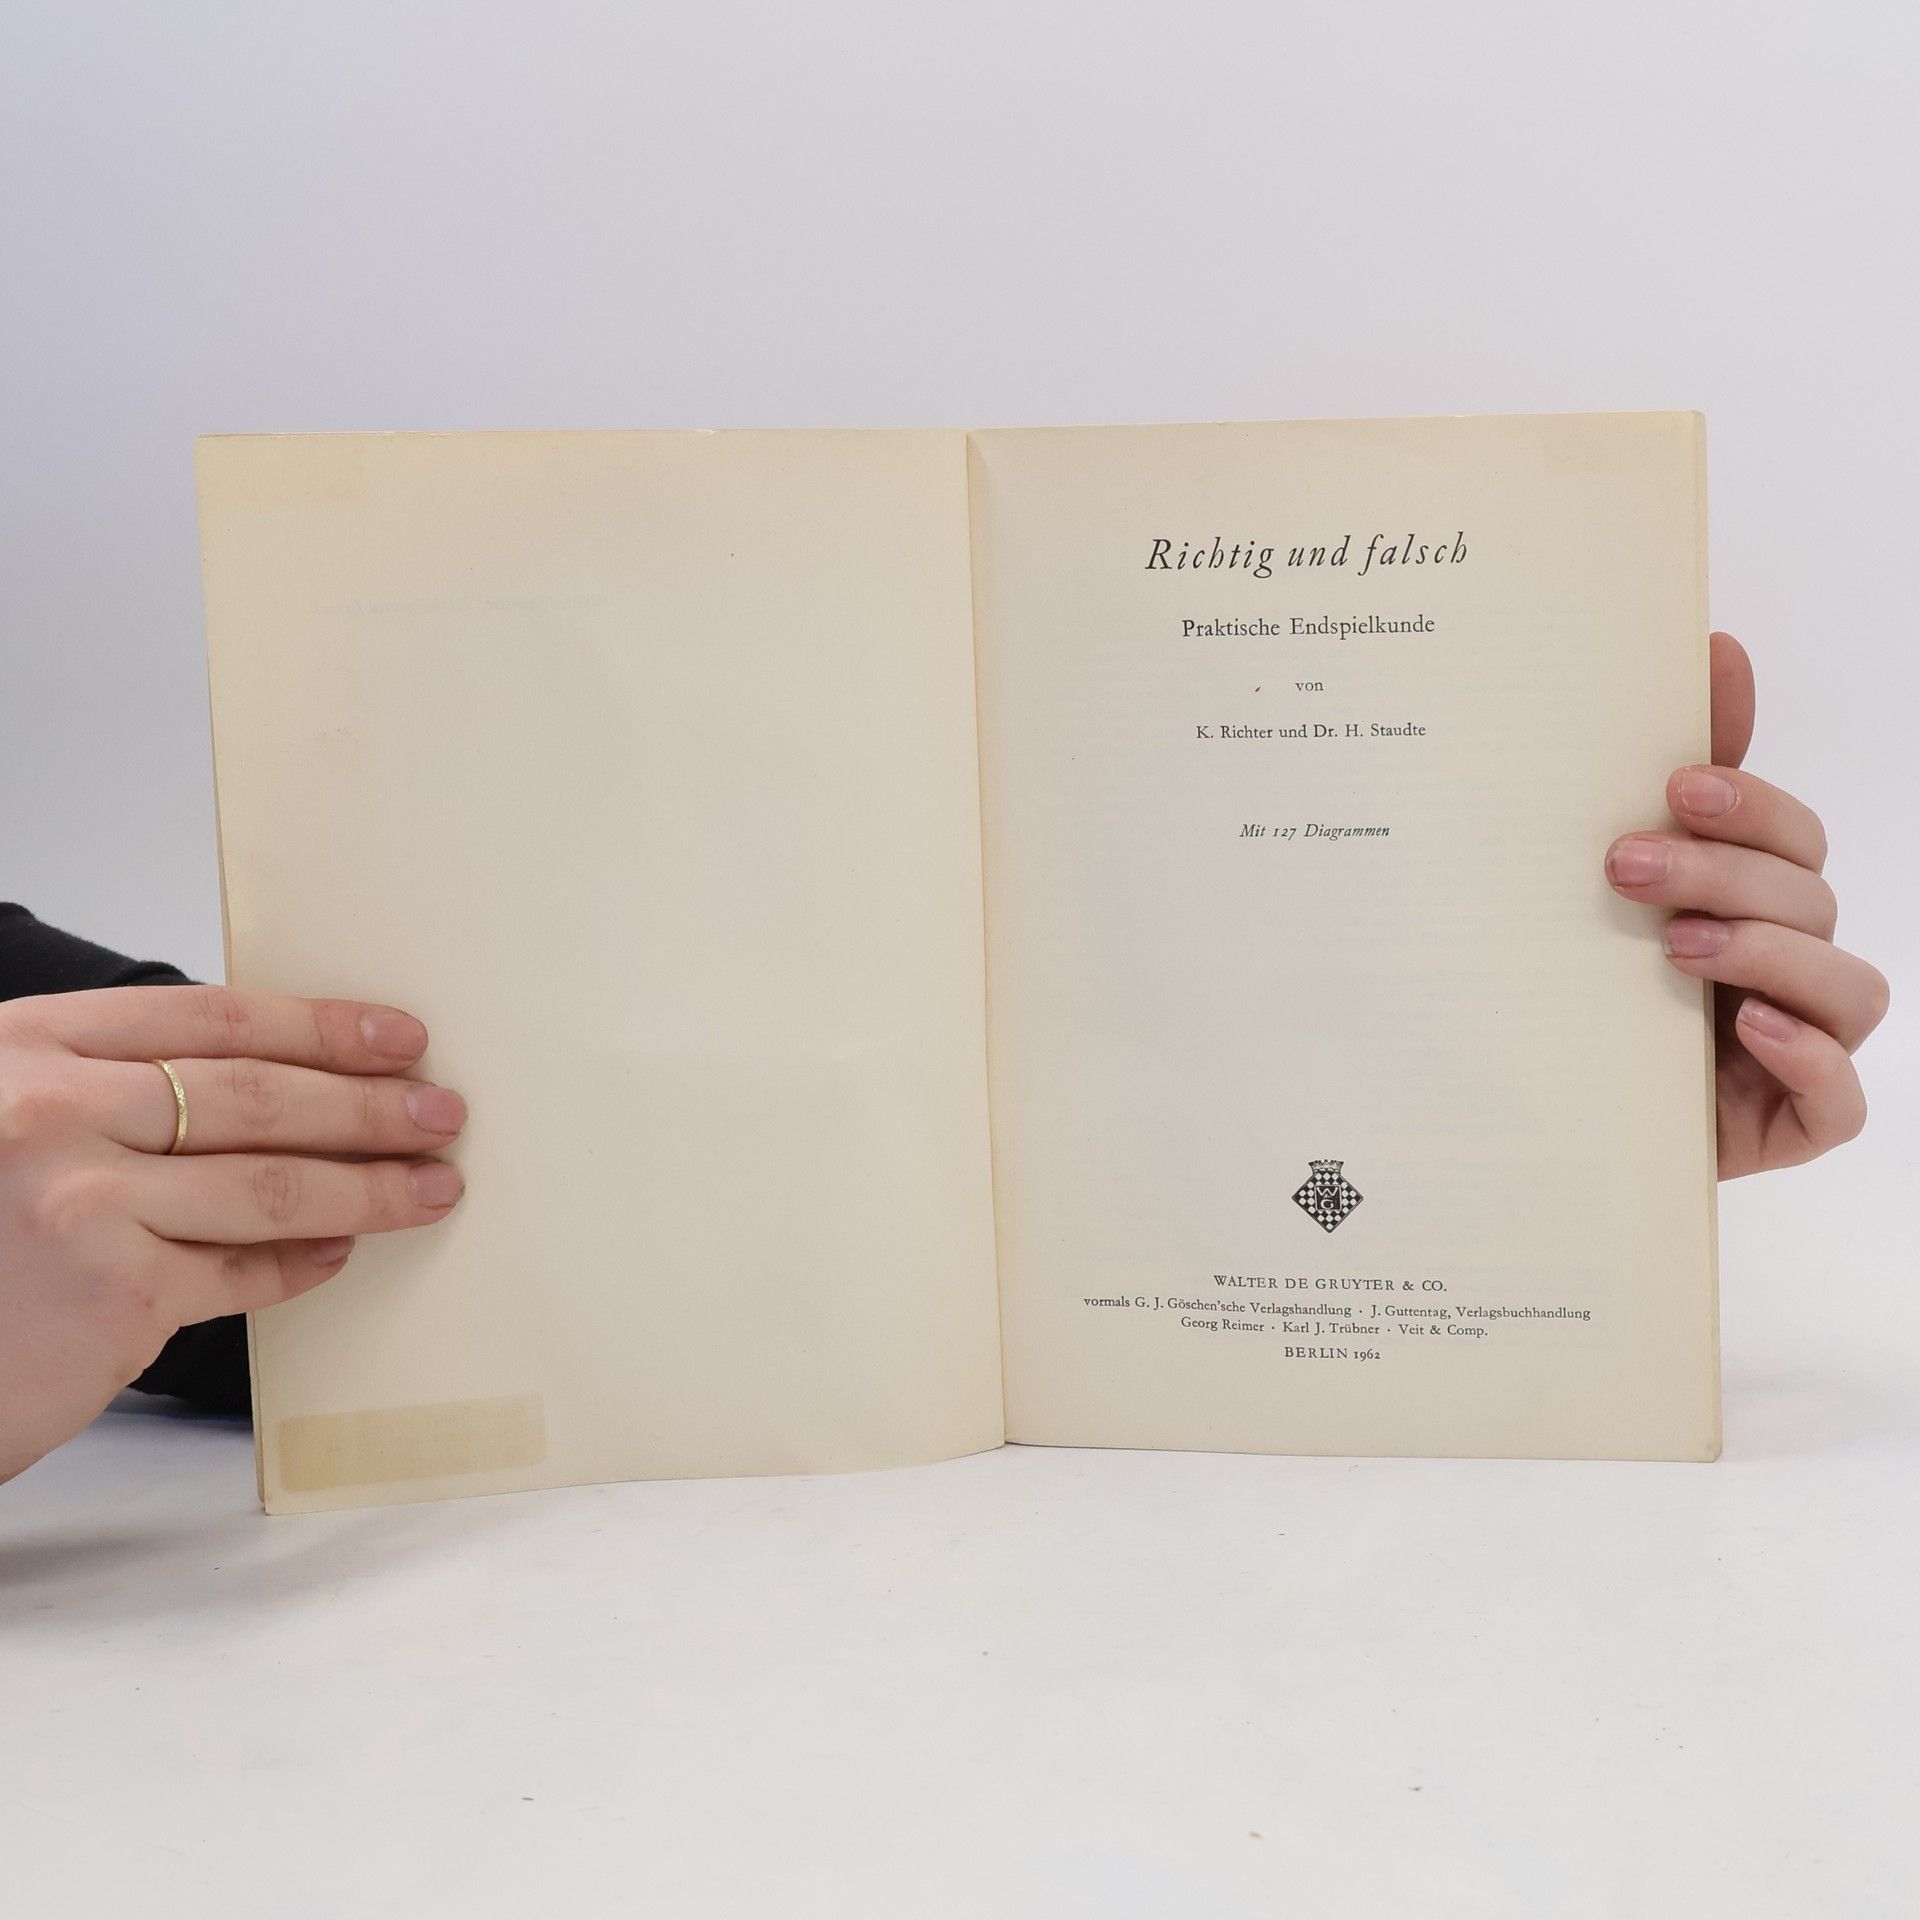 Richtig und falsch
Praktische Endspielkunde
von
K. Richter und Dr. H. Staudte
Mit 127 Diagrammen
W
G
WALTER DE GRUYTER & CO.
vormals G. J. Göschen'sche Verlagshandlung · J. Guttentag, Verlagsbuchhandlung
Georg Reimer · Karl J. Trübner · Veit & Comp.
BERLIN 1962